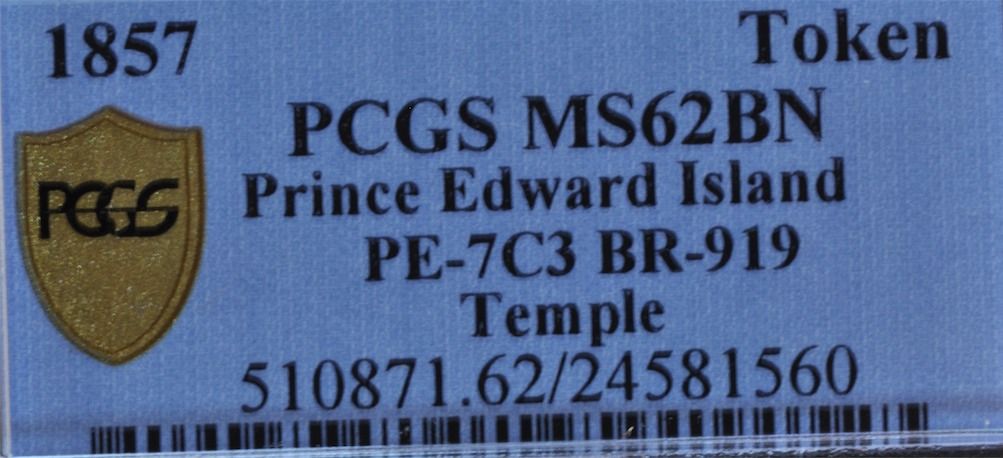 1857 Token
PCGS MS62BN
PCGS
Prince Edward Island
PE-7C3 BR-919
Temple
510871.62/24581560